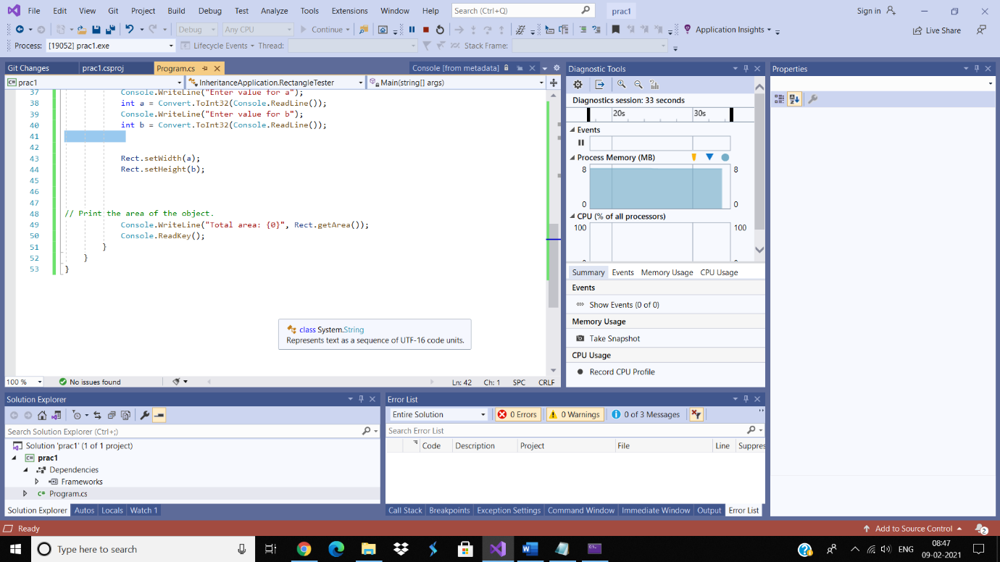 File Edit View Git Project Build Debug Test Analyze Tools Extensions Window Help Search (Ctrl+Q) prac1 Sign in
Debug Any CPU Continue Application Insights Live Share
Process: [19052] prac1.exe Lifecycle Events Thread: Stack Frame:
Git Changes prac1.csproj Program.cs Console [from metadata]
prac1 InheritanceApplication.RectangleTester Main(string[] args)
37 Console.WriteLine("Enter value for a");
38 int a = Convert.ToInt32(Console.ReadLine());
39 Console.WriteLine("Enter value for b");
40 int b = Convert.ToInt32(Console.ReadLine());
41
42
43 Rect.setWidth(a);
44 Rect.setHeight(b);
45
46
47
48 // Print the area of the object.
49 Console.WriteLine("Total area: {0}", Rect.getArea());
50 Console.ReadKey();
51 }
52 }
53 }
class System.String
Represents text as a sequence of UTF-16 code units.
100 % No issues found Ln: 42 Ch: 1 SPC CRLF
Diagnostic Tools
Diagnostics session: 33 seconds
20s 30s
Events
Process Memory (MB)
8 8
0 0
CPU (% of all processors)
100 100
Summary Events Memory Usage CPU Usage
Events
Show Events (0 of 0)
Memory Usage
Take Snapshot
CPU Usage
Record CPU Profile
Properties
Solution Explorer
Search Solution Explorer (Ctrl+;)
Solution 'prac1' (1 of 1 project)
prac1
Dependencies
Frameworks
C# Program.cs
Solution Explorer Autos Locals Watch 1
Error List
Entire Solution 0 Errors 0 Warnings 0 of 3 Messages
Search Error List
Code Description Project File Line Suppres
Call Stack Breakpoints Exception Settings Command Window Immediate Window Output Error List
Ready Add to Source Control 2
Type here to search ENG 08:47
09-02-2021